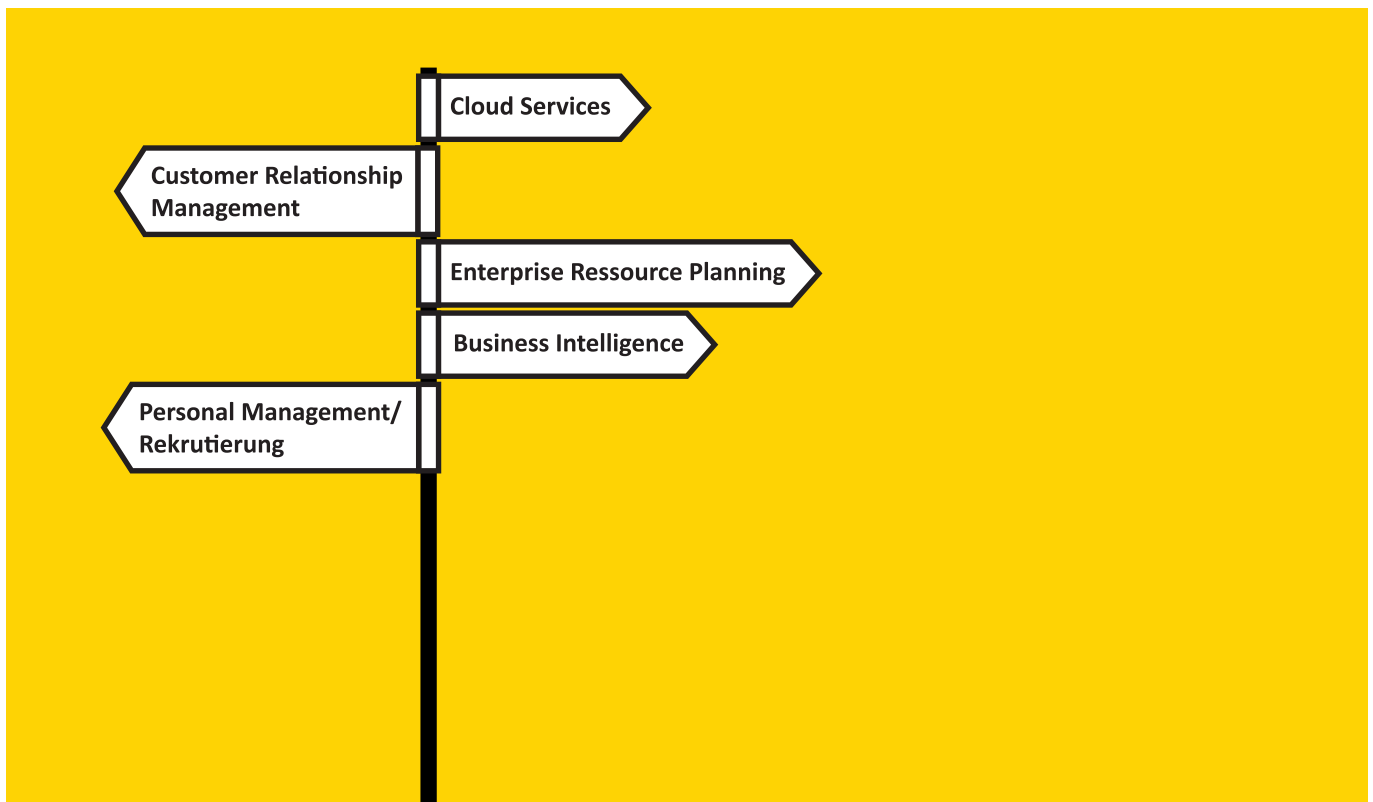 Cloud Services
Customer Relationship
Management
Enterprise Ressource Planning
Business Intelligence
Personal Management/
Rekrutierung